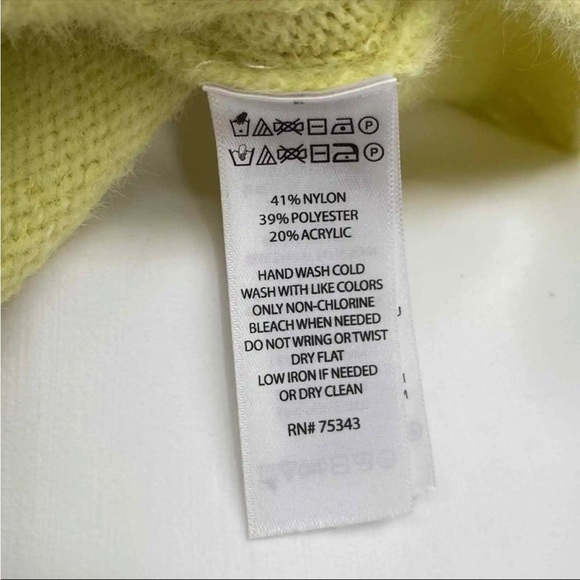 P
P
41% NYLON
39% POLYESTER
20% ACRYLIC
HAND WASH COLD
WASH WITH LIKE COLORS
ONLY NON-CHLORINE
BLEACH WHEN NEEDED
DO NOT WRING OR TWIST
DRY FLAT
LOW IRON IF NEEDED
OR DRY CLEAN
RN# 75343